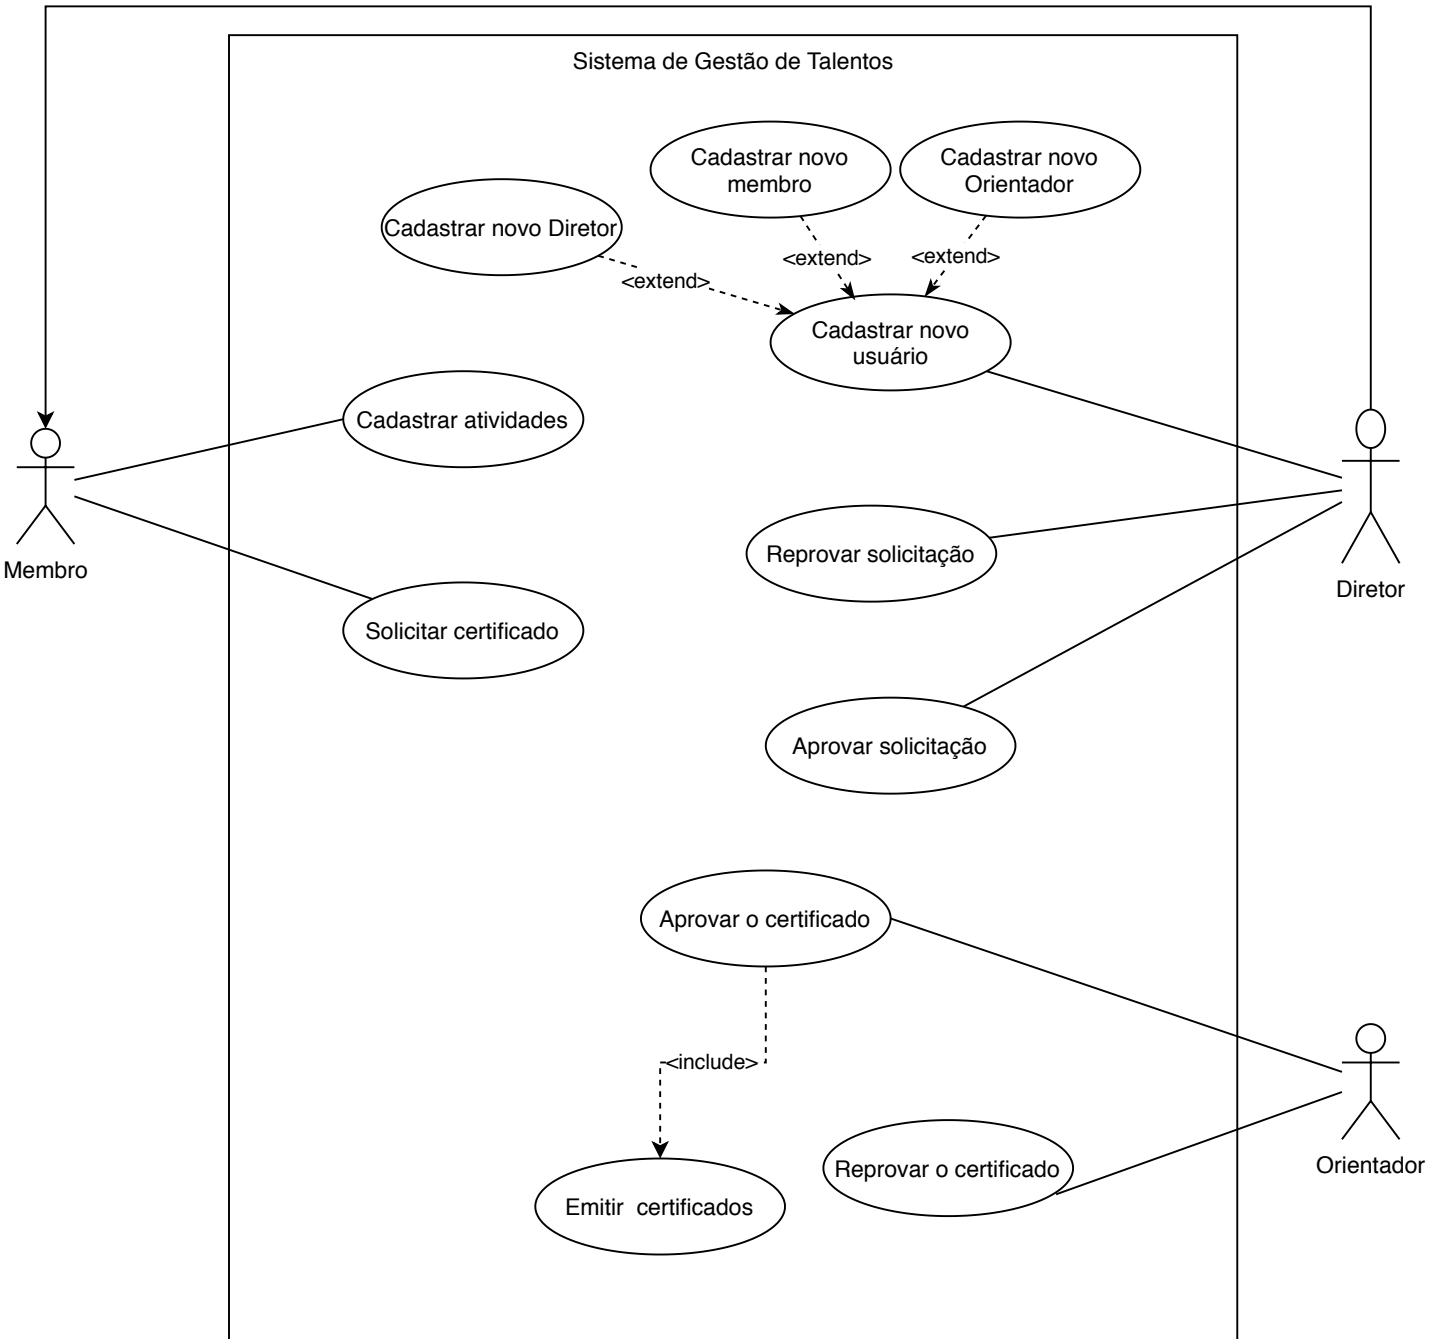 Sistema de Gestão de Talentos
Cadastrar novo
membro
Cadastrar novo
Orientador
Cadastrar novo Diretor
<extend>
<extend>
<extend>
Cadastrar novo
usuário
Cadastrar atividades
Membro
Reprovar solicitação
Diretor
Solicitar certificado
Aprovar solicitação
Aprovar o certificado
<include>
Reprovar o certificado
Orientador
Emitir  certificados